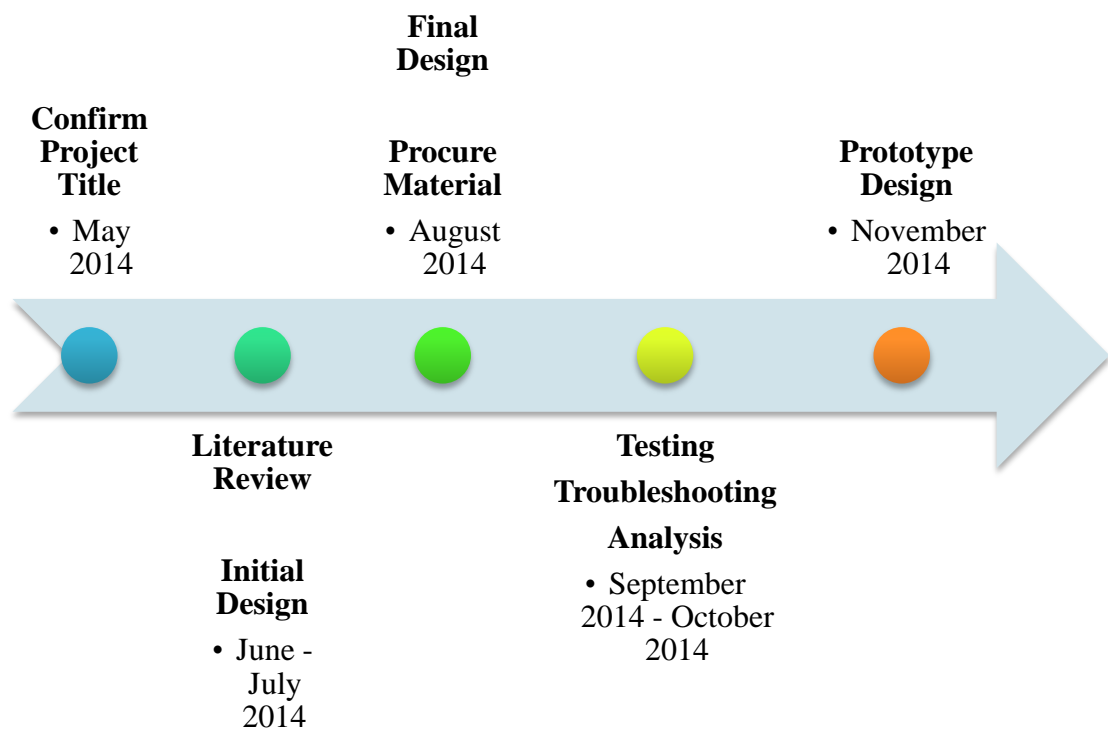 Confirm
Project
Title
• May
2014
Literature
Review
Initial
Design
• June -
July
2014
Final
Design
Procure
Material
• August
2014
Testing
Troubleshooting
Analysis
• September
2014 - October
2014
Prototype
Design
• November
2014